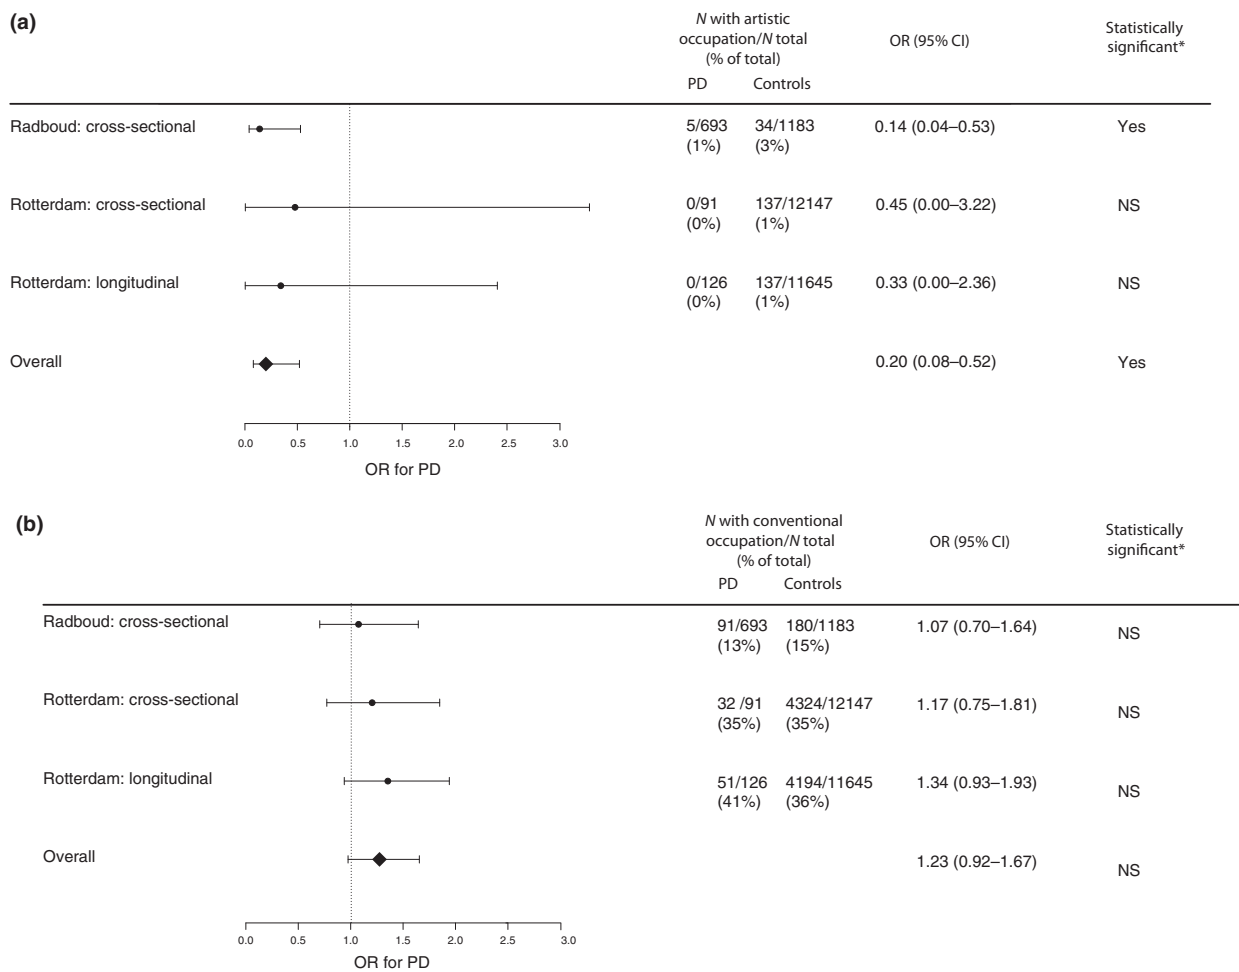 (a)
N with artistic
occupation/N total
(% of total)
OR (95% CI)
Statistically
significant*
PD Controls
Radboud: cross-sectional 5/693 34/1183 0.14 (0.04–0.53) Yes
(1%) (3%)
Rotterdam: cross-sectional 0/91 137/12147 0.45 (0.00–3.22) NS
(0%) (1%)
Rotterdam: longitudinal 0/126 137/11645 0.33 (0.00–2.36) NS
(0%) (1%)
Overall 0.20 (0.08–0.52) Yes
0.0 0.5 1.0 1.5 2.0 2.5 3.0
OR for PD
(b)
N with conventional
occupation/N total
(% of total)
OR (95% CI)
Statistically
significant*
PD Controls
Radboud: cross-sectional 91/693 180/1183 1.07 (0.70–1.64) NS
(13%) (15%)
Rotterdam: cross-sectional 32 /91 4324/12147 1.17 (0.75–1.81) NS
(35%) (35%)
Rotterdam: longitudinal 51/126 4194/11645 1.34 (0.93–1.93) NS
(41%) (36%)
Overall 1.23 (0.92–1.67) NS
0.0 0.5 1.0 1.5 2.0 2.5 3.0
OR for PD